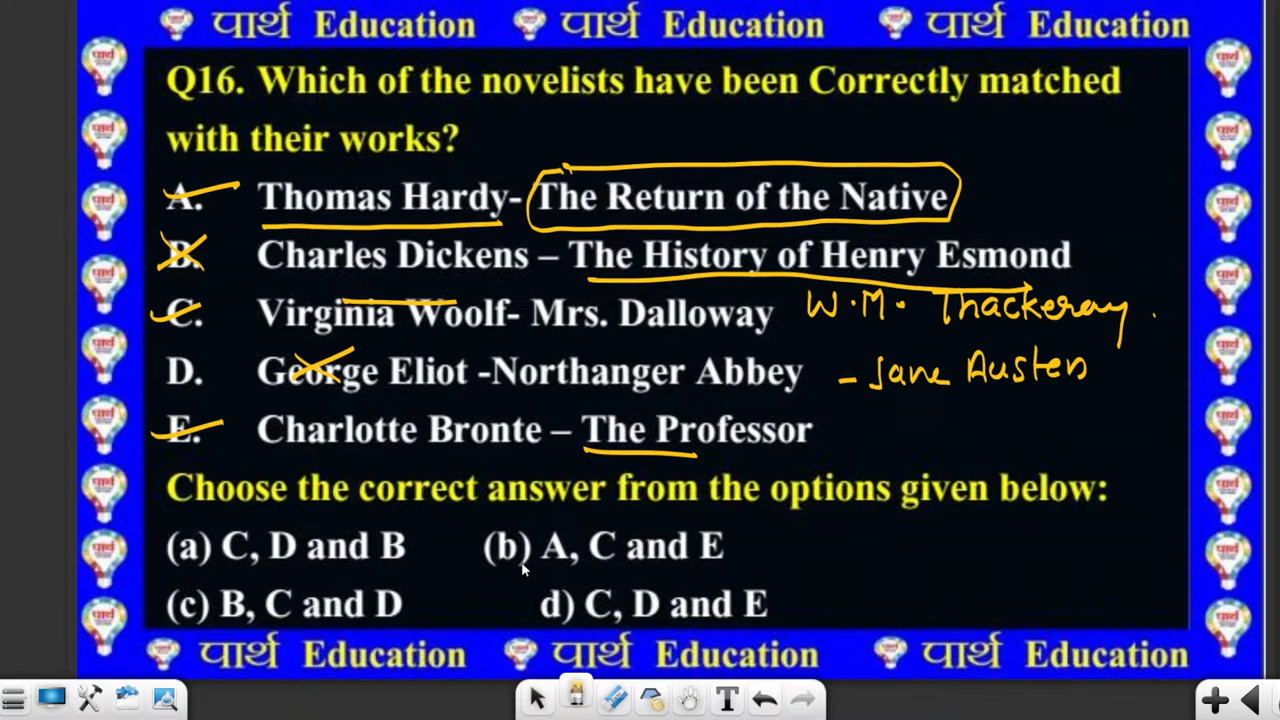 पार्थ Education पार्थ Education पार्थ Education
Q16. Which of the novelists have been Correctly matched
with their works?
A. Thomas Hardy- The Return of the Native
B. Charles Dickens – The History of Henry Esmond
C. Virginia Woolf- Mrs. Dalloway W.M. Thackeray.
D. George Eliot -Northanger Abbey - Jane Austen
E. Charlotte Bronte – The Professor
Choose the correct answer from the options given below:
(a) C, D and B (b) A, C and E
(c) B, C and D d) C, D and E
पार्थ Education पार्थ Education पार्थ Education